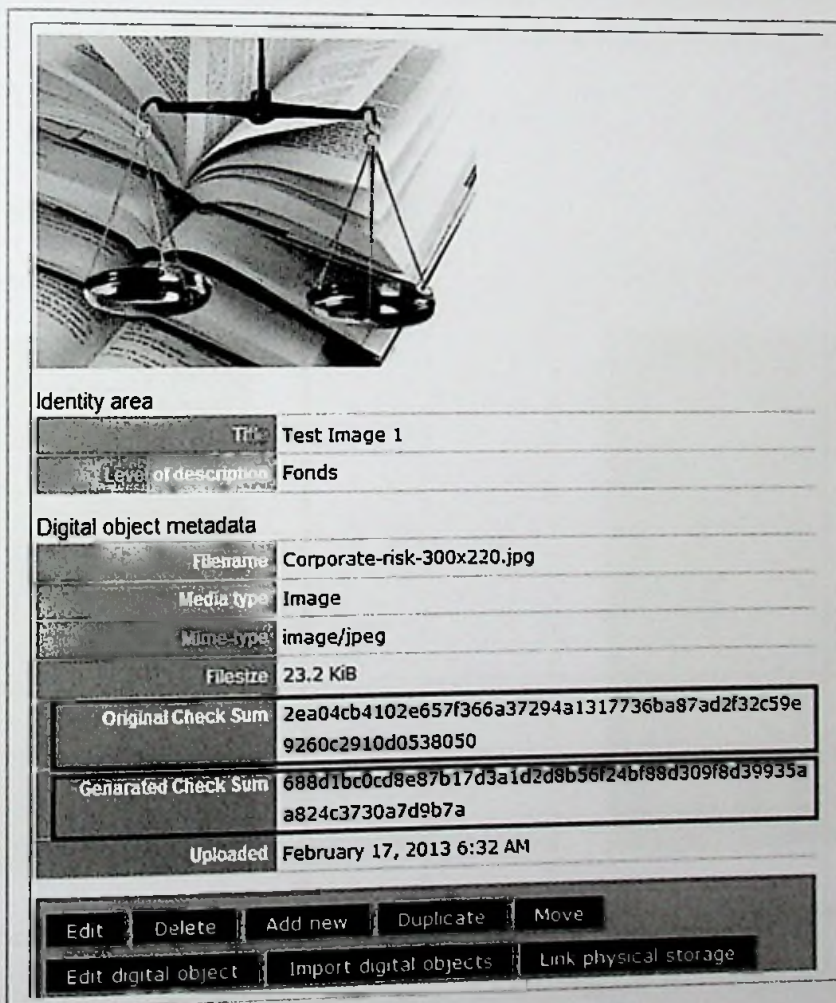 Identity area
Title Test Image 1
Level of description Fonds
Digital object metadata
Filename Corporate-risk-300x220.jpg
Media type Image
Mime-type image/jpeg
Filesize 23.2 KiB
Original Check Sum 2ea04cb4102e657f366a37294a1317736ba87ad2f32c59e
9260c2910d0538050
Genarated Check Sum 688d1bc0cd8e87b17d3a1d2d8b56f24bf88d309f8d39935a
a824c3730a7d9b7a
Uploaded February 17, 2013 6:32 AM
Edit Delete Add new Duplicate Move
Edit digital object Import digital objects Link physical storage